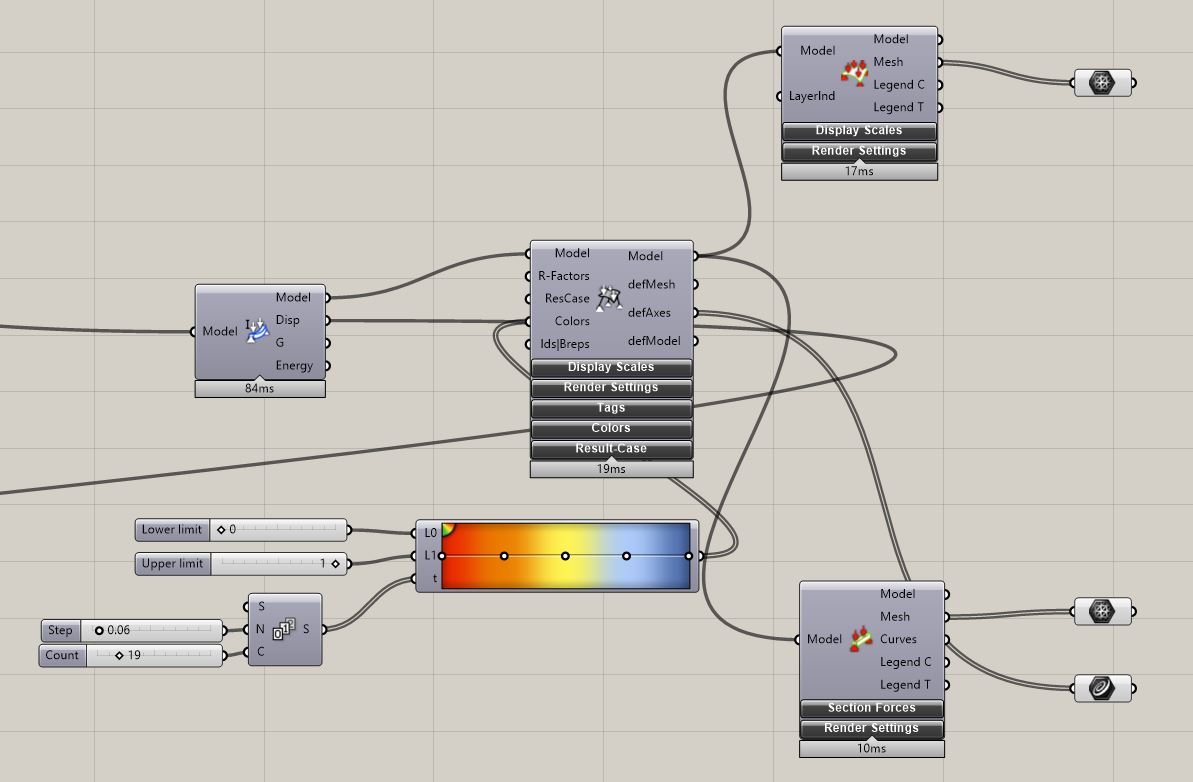 Model
Model
Mesh
LayerInd
Legend C
Legend T
Display Scales
Render Settings
17ms
Model
Model
Disp
G
Energy
84ms
Model
Model
R-Factors
defMesh
ResCase
defAxes
Colors
Ids|Breps
defModel
Display Scales
Render Settings
Tags
Colors
Result-Case
19ms
Lower limit
0
Upper limit
1
L0
L1
t
Step
0.06
Count
19
S
N
S
C
Model
Mesh
Model
Curves
Legend C
Legend T
Section Forces
Render Settings
10ms